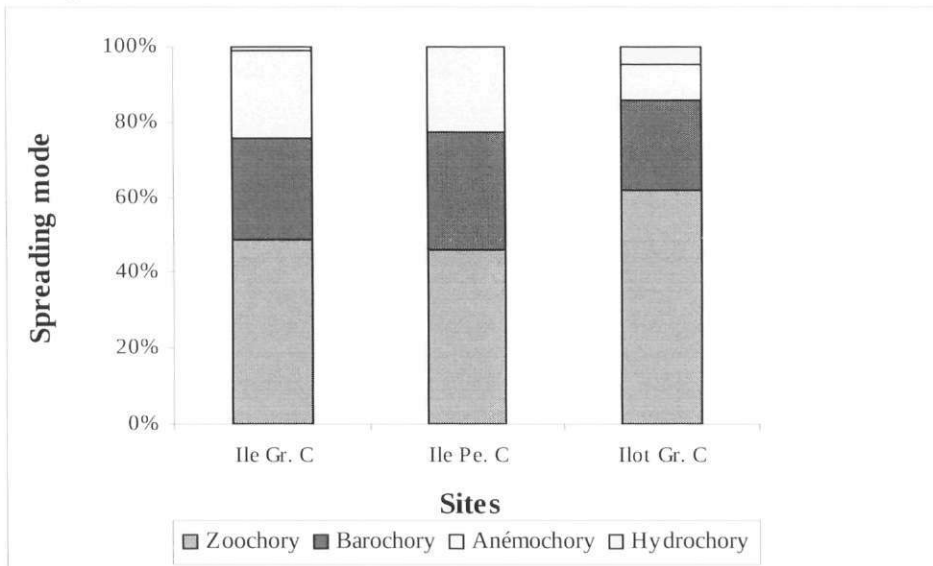 100%
80%
60%
40%
20%
0%
Spreading mode
Ile Gr. C Ile Pe. C Ilot Gr. C
Sites
Zoochory Barochory Anémochory Hydrochory